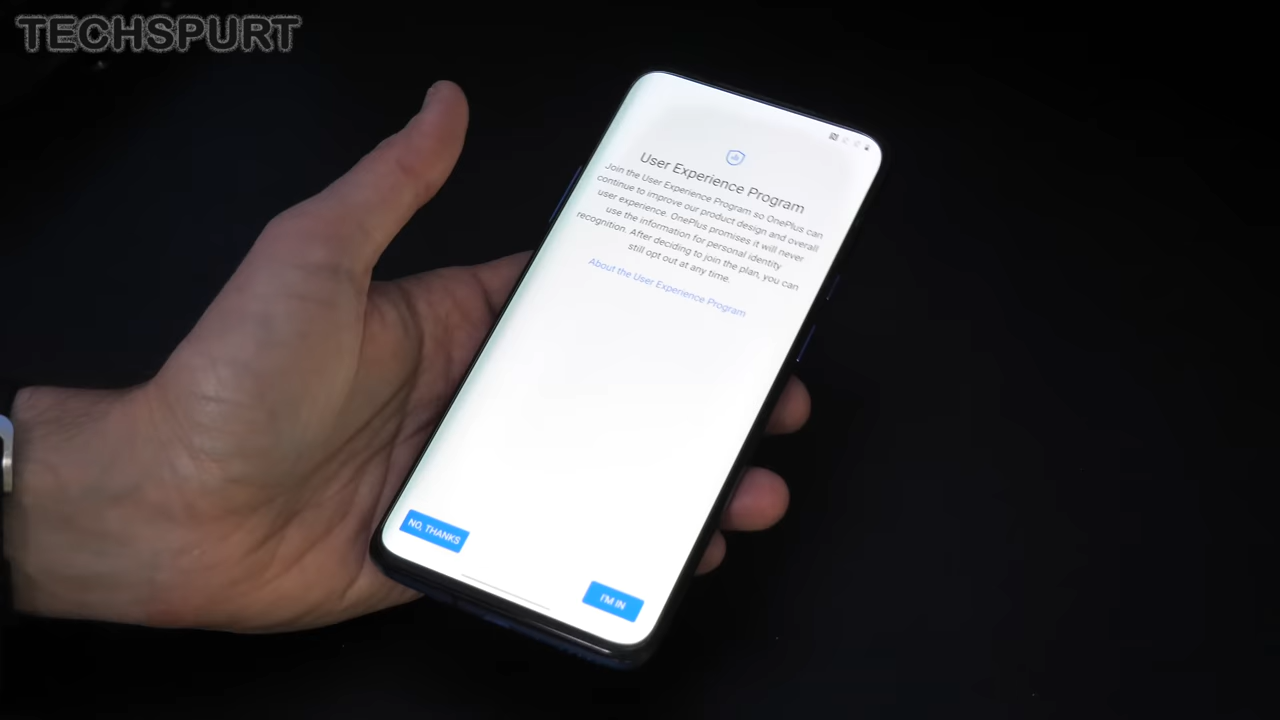 TECHSPURT
User Experience Program
Join the User Experience Program so OnePlus can
continue to improve our product design and overall
user experience. OnePlus promises it will never
use the information for personal identity
recognition. After deciding to join the plan, you can
still opt out at any time.
About the User Experience Program
NO, THANKS
I'M IN